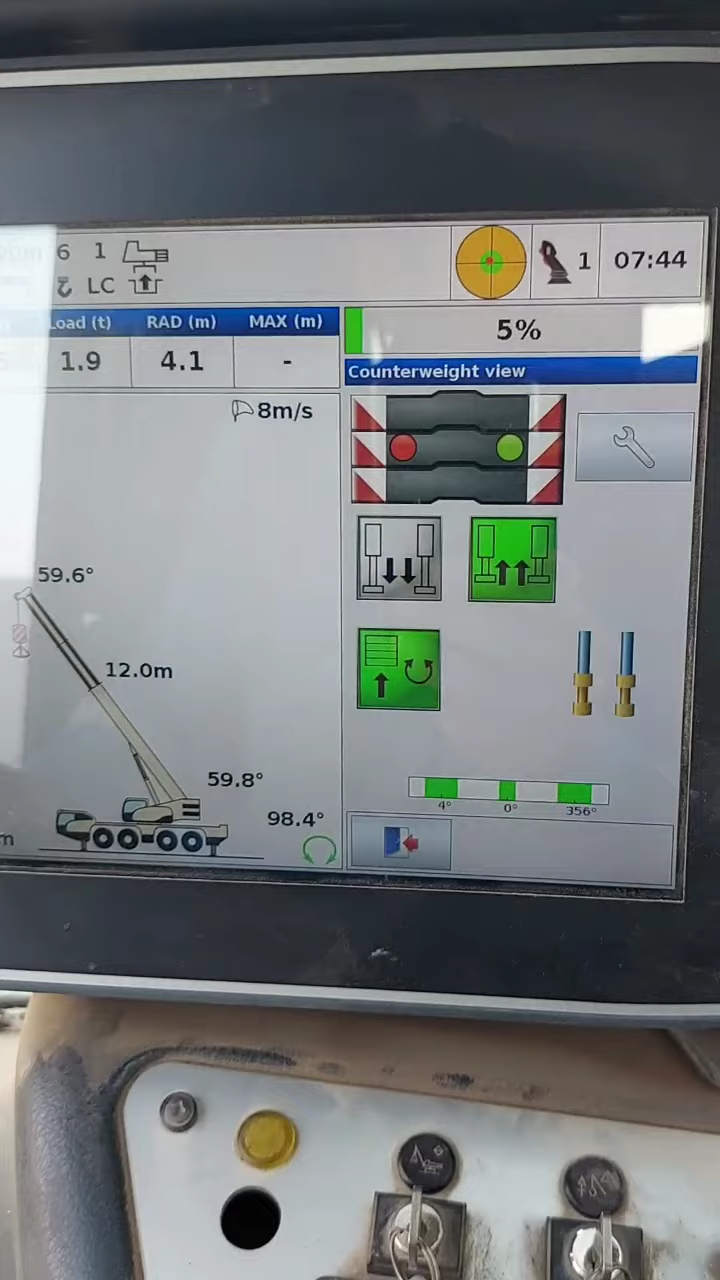 6 1
LC
1 07:44
Load (t) RAD (m) MAX (m)
1.9 4.1 -
5%
Counterweight view
8m/s
59.6°
12.0m
59.8°
98.4°
m
4° 0° 356°